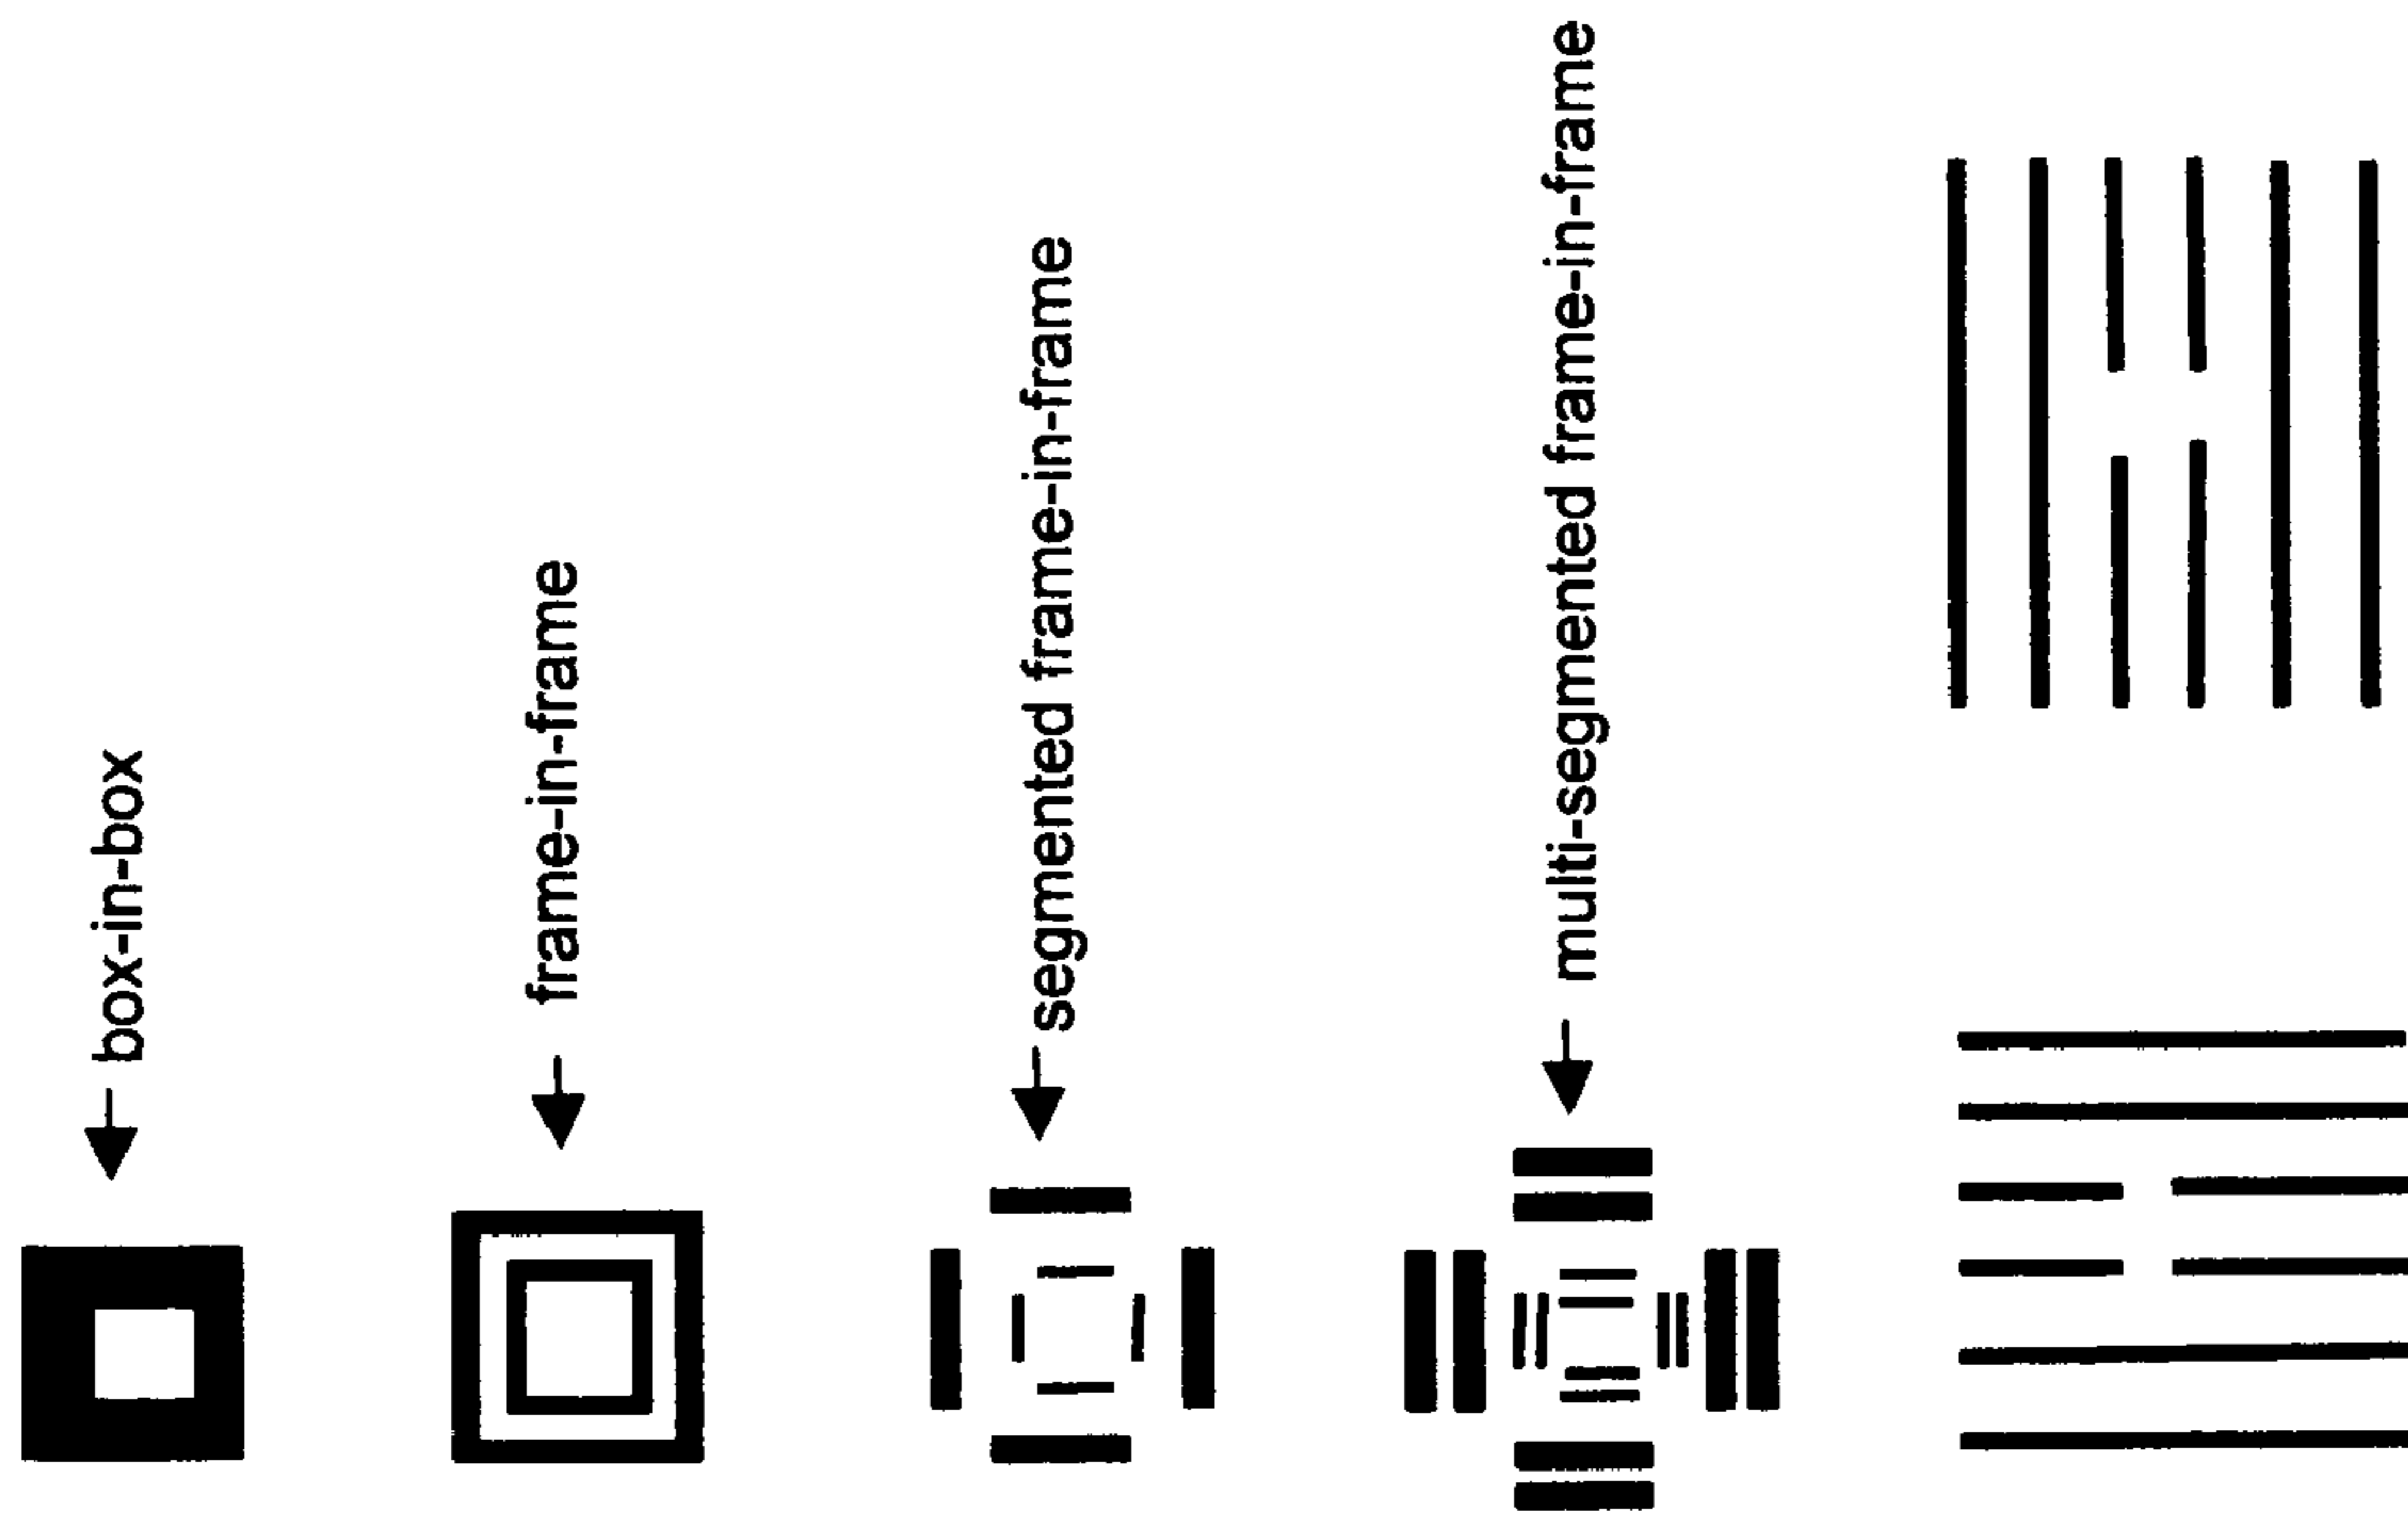 box-in-box
frame-in-frame
segmented frame-in-frame
multi-segmented frame-in-frame